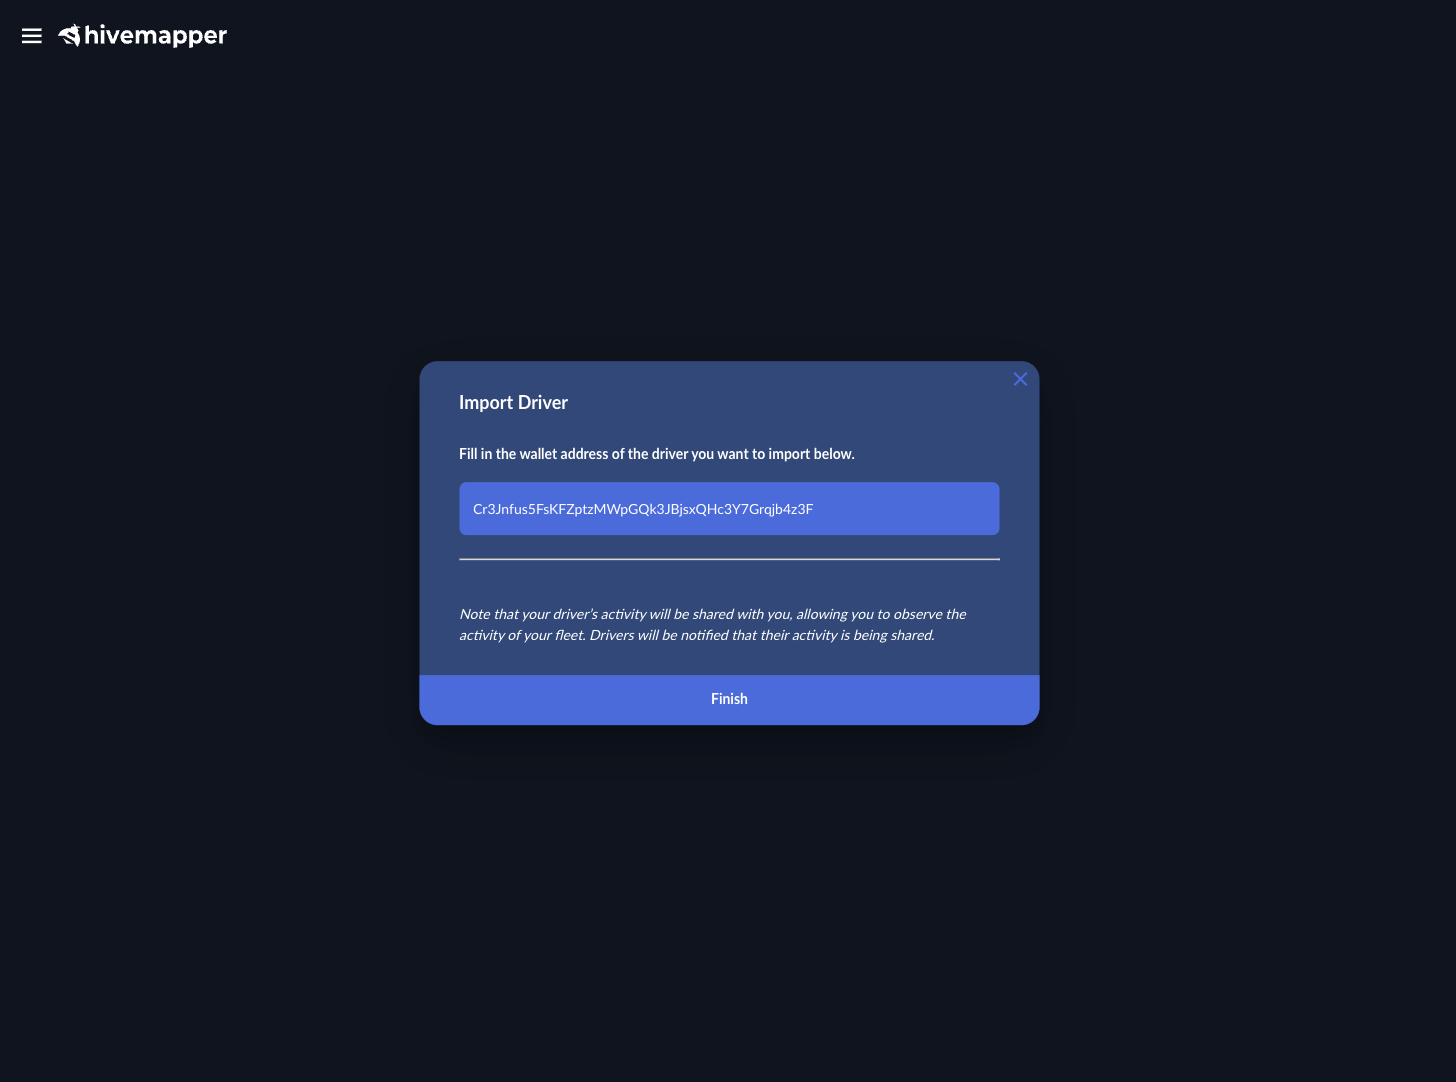 hivemapper
Import Driver
Fill in the wallet address of the driver you want to import below.
Cr3Jnfus5FsKFZptzMWpGQk3JBjsxQHc3Y7Grqjb4z3F
Note that your driver's activity will be shared with you, allowing you to observe the
activity of your fleet. Drivers will be notified that their activity is being shared.
Finish